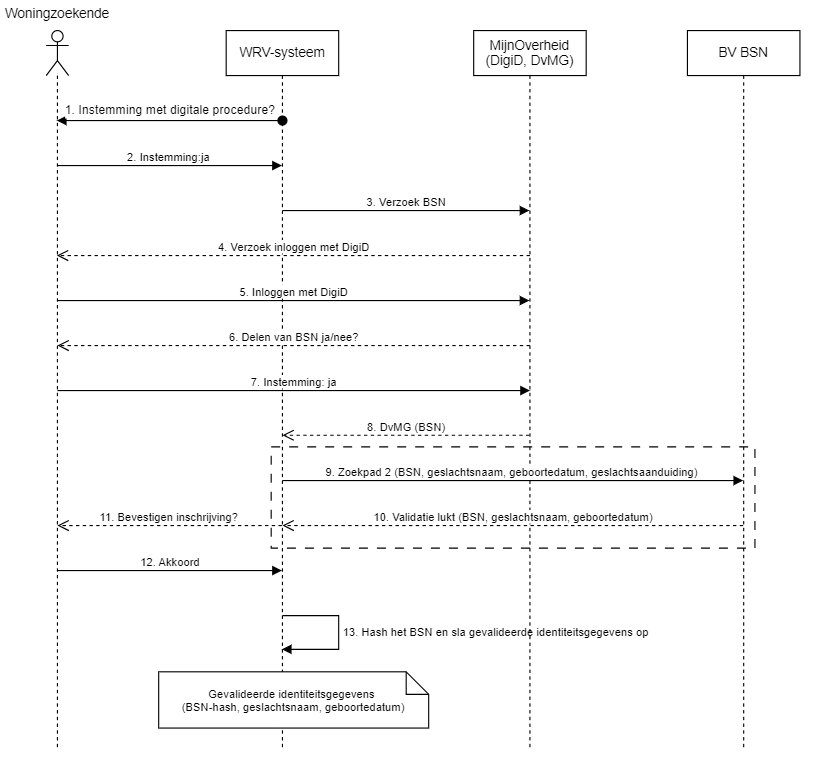 Woningzoekende
WRV-systeem
MijnOverheid
(DigiD, DvMG)
BV BSN
1. Instemming met digitale procedure?
2. Instemming:ja
3. Verzoek BSN
4. Verzoek inloggen met DigiD
5. Inloggen met DigiD
6. Delen van BSN ja/nee?
7. Instemming: ja
8. DvMG (BSN)
9. Zoekpad 2 (BSN, geslachtsnaam, geboortedatum, geslachtsaanduiding)
11. Bevestigen inschrijving?
10. Validatie lukt (BSN, geslachtsnaam, geboortedatum)
12. Akkoord
13. Hash het BSN en sla gevalideerde identiteitsgegevens op
Gevalideerde identiteitsgegevens
(BSN-hash, geslachtsnaam, geboortedatum)